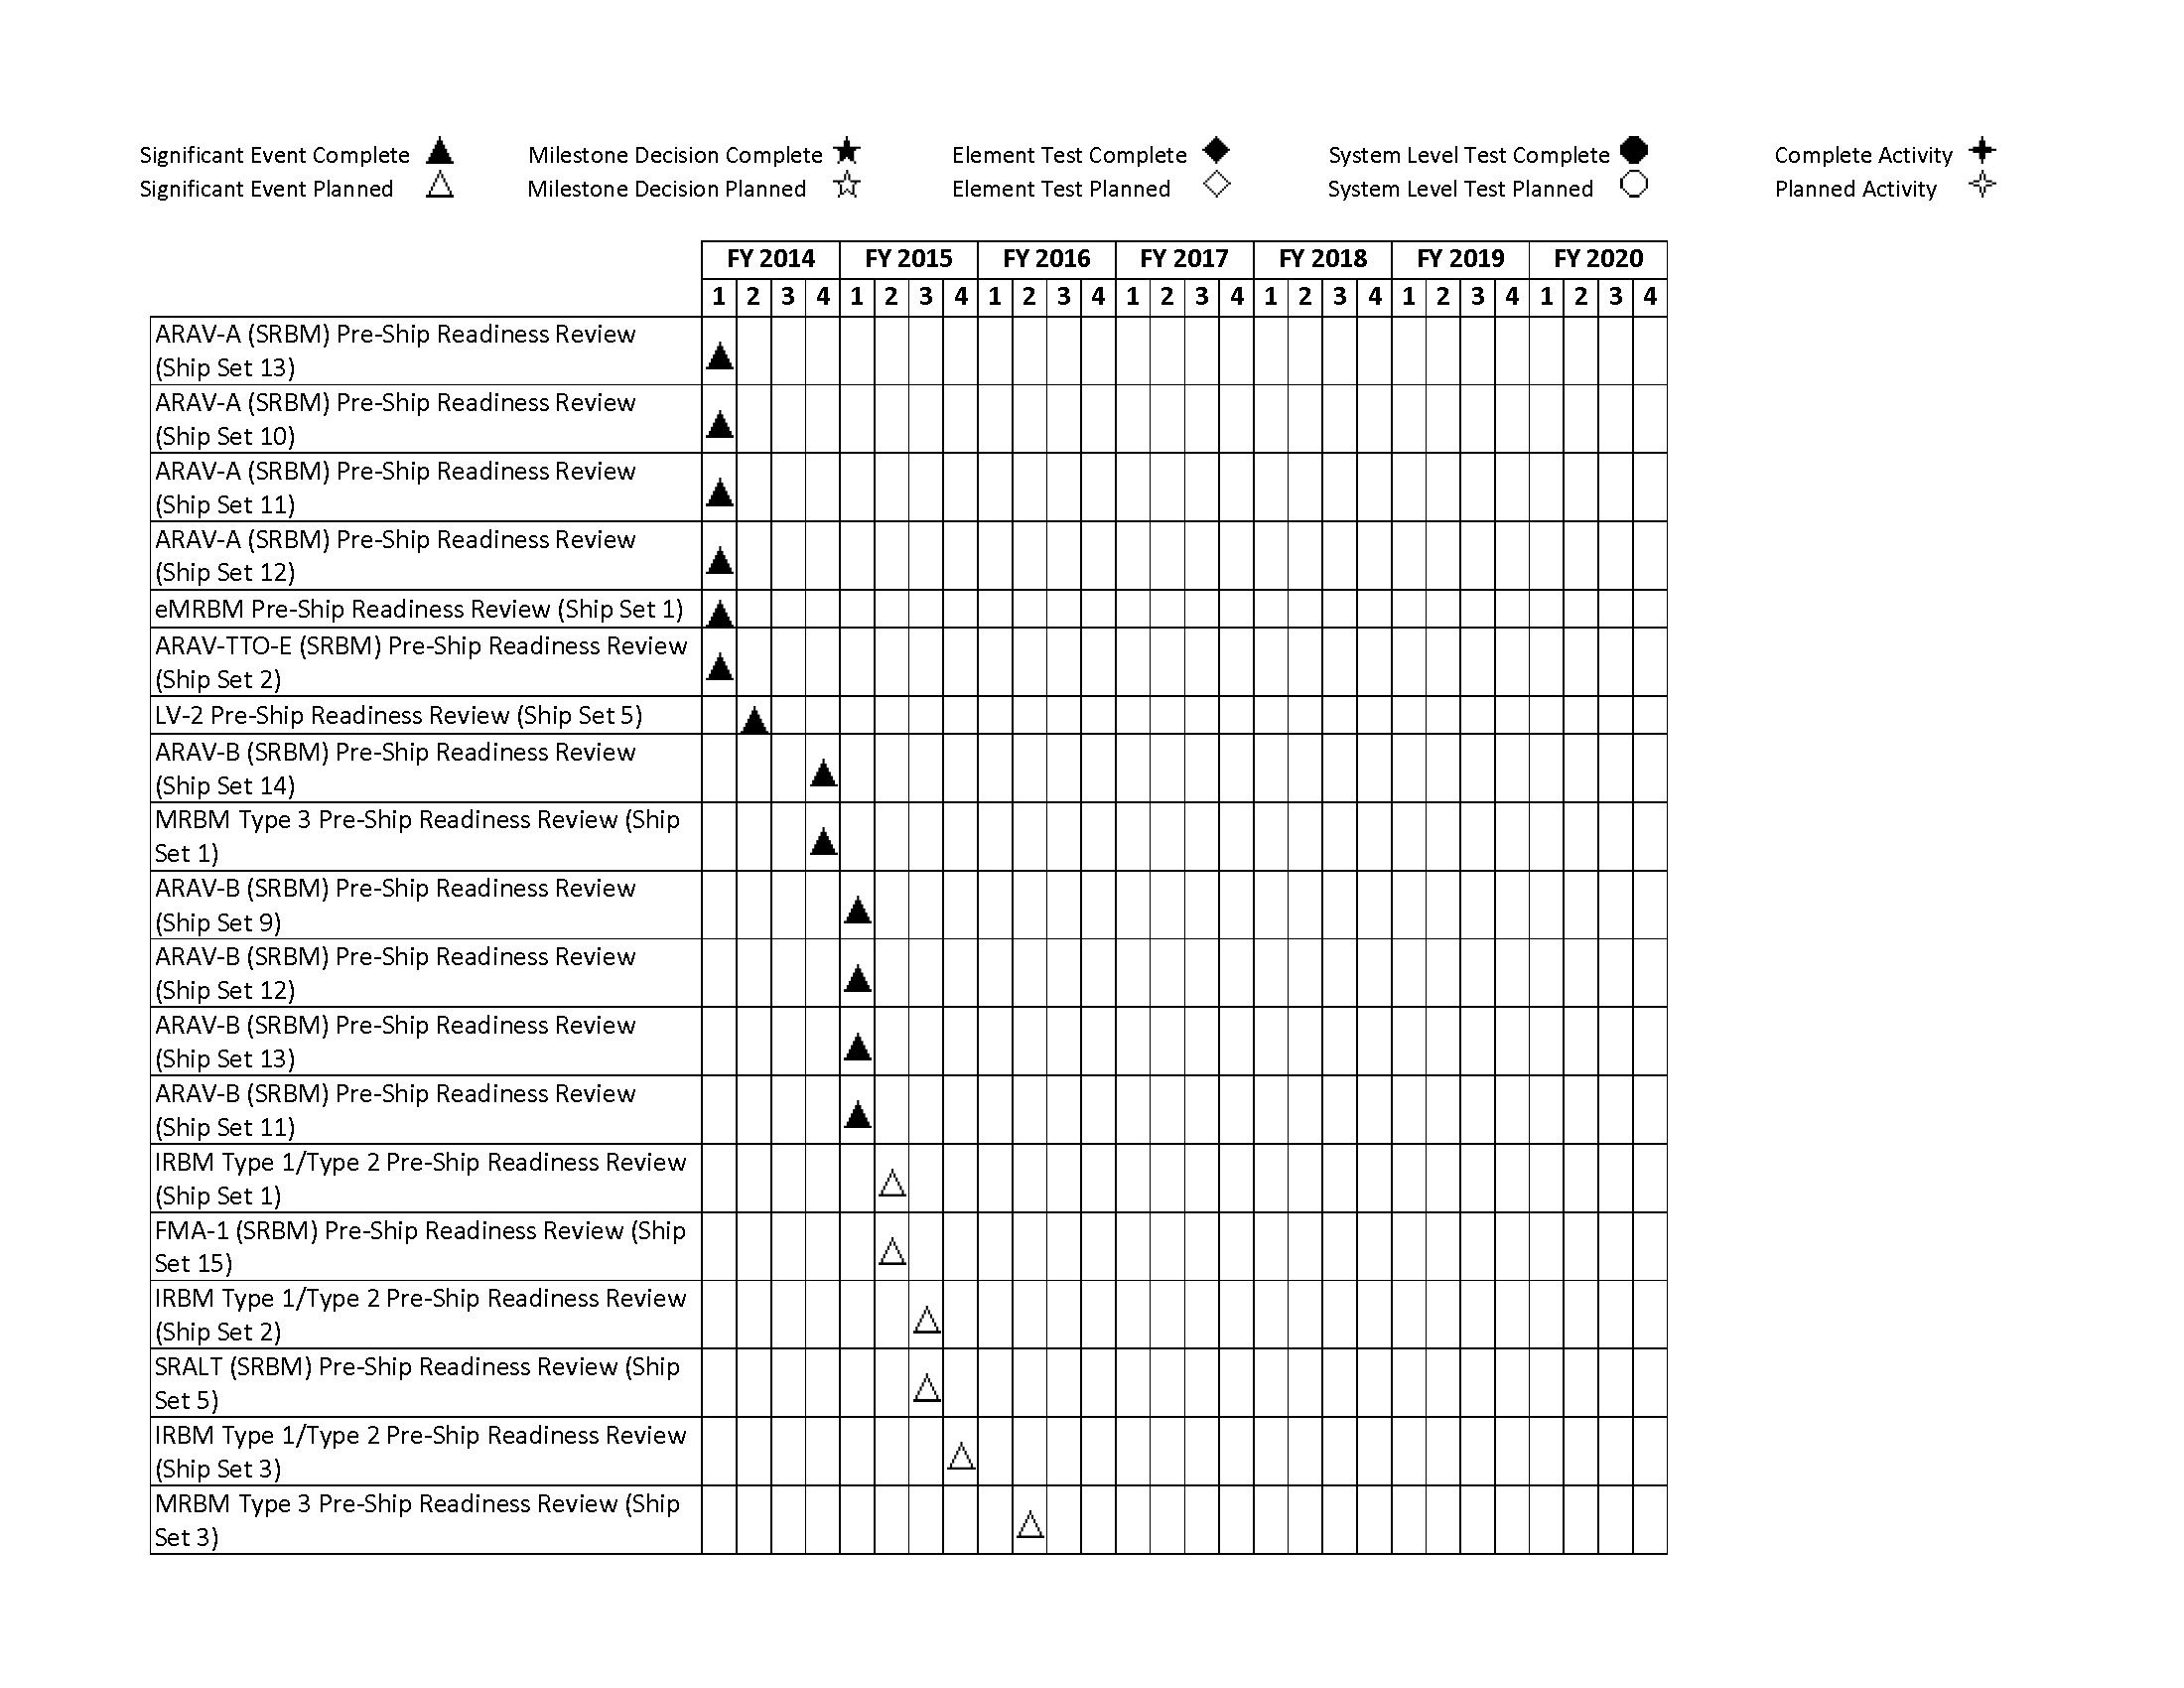 Significant Event Complete Milestone Decision Complete Element Test Complete System Level Test Complete Complete Activity
Significant Event Planned Milestone Decision Planned Element Test Planned System Level Test Planned Planned Activity
FY 2014 FY 2015 FY 2016 FY 2017 FY 2018 FY 2019 FY 2020
1 2 3 4 1 2 3 4 1 2 3 4 1 2 3 4 1 2 3 4 1 2 3 4 1 2 3 4
ARAV-A (SRBM) Pre-Ship Readiness Review
(Ship Set 13)
ARAV-A (SRBM) Pre-Ship Readiness Review
(Ship Set 10)
ARAV-A (SRBM) Pre-Ship Readiness Review
(Ship Set 11)
ARAV-A (SRBM) Pre-Ship Readiness Review
(Ship Set 12)
eMRBM Pre-Ship Readiness Review (Ship Set 1)
ARAV-TTO-E (SRBM) Pre-Ship Readiness Review
(Ship Set 2)
LV-2 Pre-Ship Readiness Review (Ship Set 5)
ARAV-B (SRBM) Pre-Ship Readiness Review
(Ship Set 14)
MRBM Type 3 Pre-Ship Readiness Review (Ship
Set 1)
ARAV-B (SRBM) Pre-Ship Readiness Review
(Ship Set 9)
ARAV-B (SRBM) Pre-Ship Readiness Review
(Ship Set 12)
ARAV-B (SRBM) Pre-Ship Readiness Review
(Ship Set 13)
ARAV-B (SRBM) Pre-Ship Readiness Review
(Ship Set 11)
IRBM Type 1/Type 2 Pre-Ship Readiness Review
(Ship Set 1)
FMA-1 (SRBM) Pre-Ship Readiness Review (Ship
Set 15)
IRBM Type 1/Type 2 Pre-Ship Readiness Review
(Ship Set 2)
SRALT (SRBM) Pre-Ship Readiness Review (Ship
Set 5)
IRBM Type 1/Type 2 Pre-Ship Readiness Review
(Ship Set 3)
MRBM Type 3 Pre-Ship Readiness Review (Ship
Set 3)